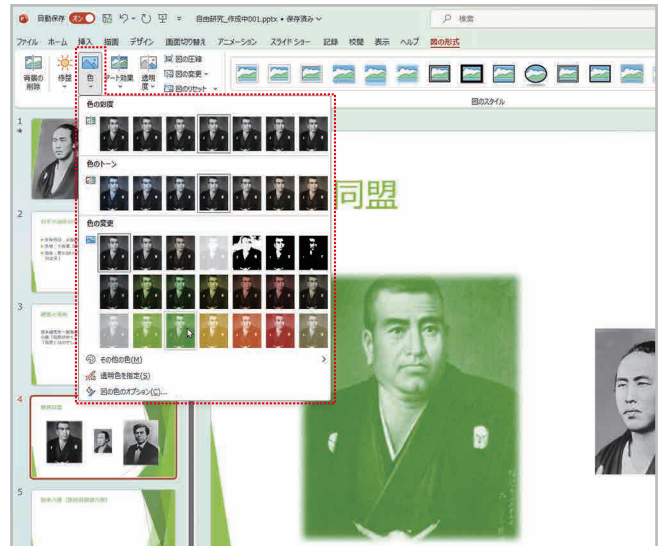 自動保存 オン 自由研究_作成中001.pptx • 保存済み
検索
ファイル ホーム 挿入 描画 デザイン 画面切り替え アニメーション スライド ショー 記録 校閲 表示 ヘルプ 図の形式
背景の削除
修整
色
アート効果
透明度
図の圧縮
図の変更
図のリセット
図のスタイル
色の彩度
色のトーン
色の変更
その他の色(M)
透明色を指定(S)
図の色のオプション(C)...
1
2
3
4
5
同盟